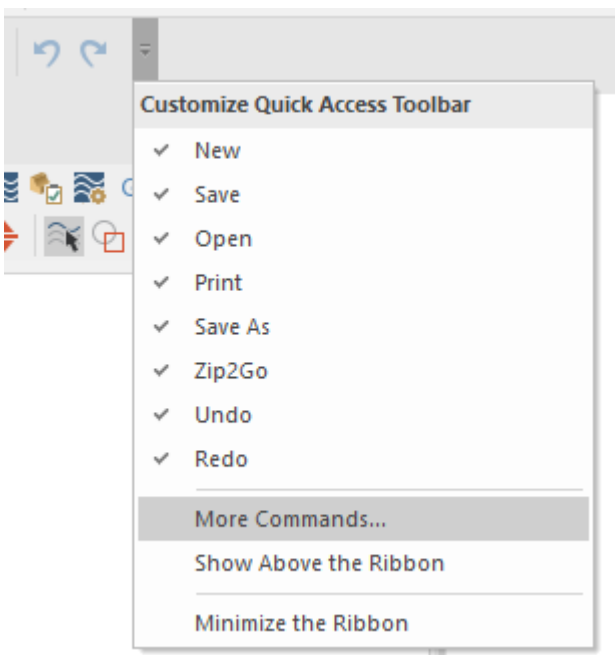 Customize Quick Access Toolbar
New
Save
Open
Print
Save As
Zip2Go
Undo
Redo
More Commands...
Show Above the Ribbon
Minimize the Ribbon